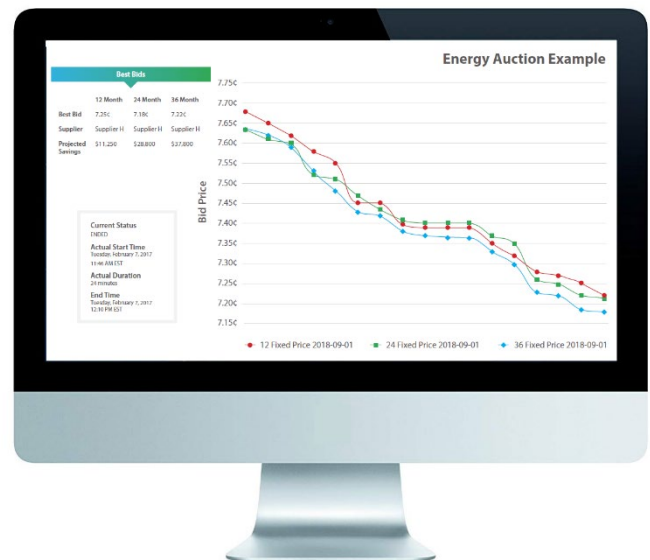 Energy Auction Example
Best Bids
12 Month 24 Month 36 Month
Best Bid 7.25¢ 7.18¢ 7.22¢
Supplier Supplier H Supplier H Supplier H
Projected Savings $11,250 $28,800 $37,800
Current Status
ENDED
Actual Start Time
Tuesday, February 7, 2017
11:46 AM EST
Actual Duration
24 minutes
End Time
Tuesday, February 7, 2017
12:10 PM EST
Bid Price
7.75¢
7.70¢
7.65¢
7.60¢
7.55¢
7.50¢
7.45¢
7.40¢
7.35¢
7.30¢
7.25¢
7.20¢
7.15¢
12 Fixed Price 2018-09-01 24 Fixed Price 2018-09-01 36 Fixed Price 2018-09-01